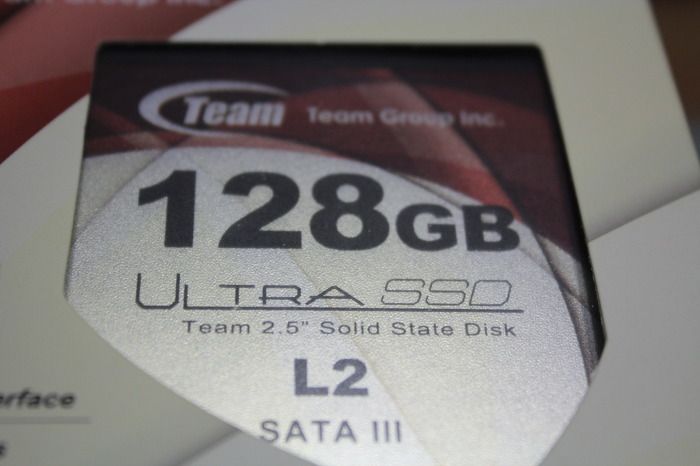 Team Team Group Inc.
128GB
ULTRA SSD
Team 2.5" Solid State Disk
L2
SATA III